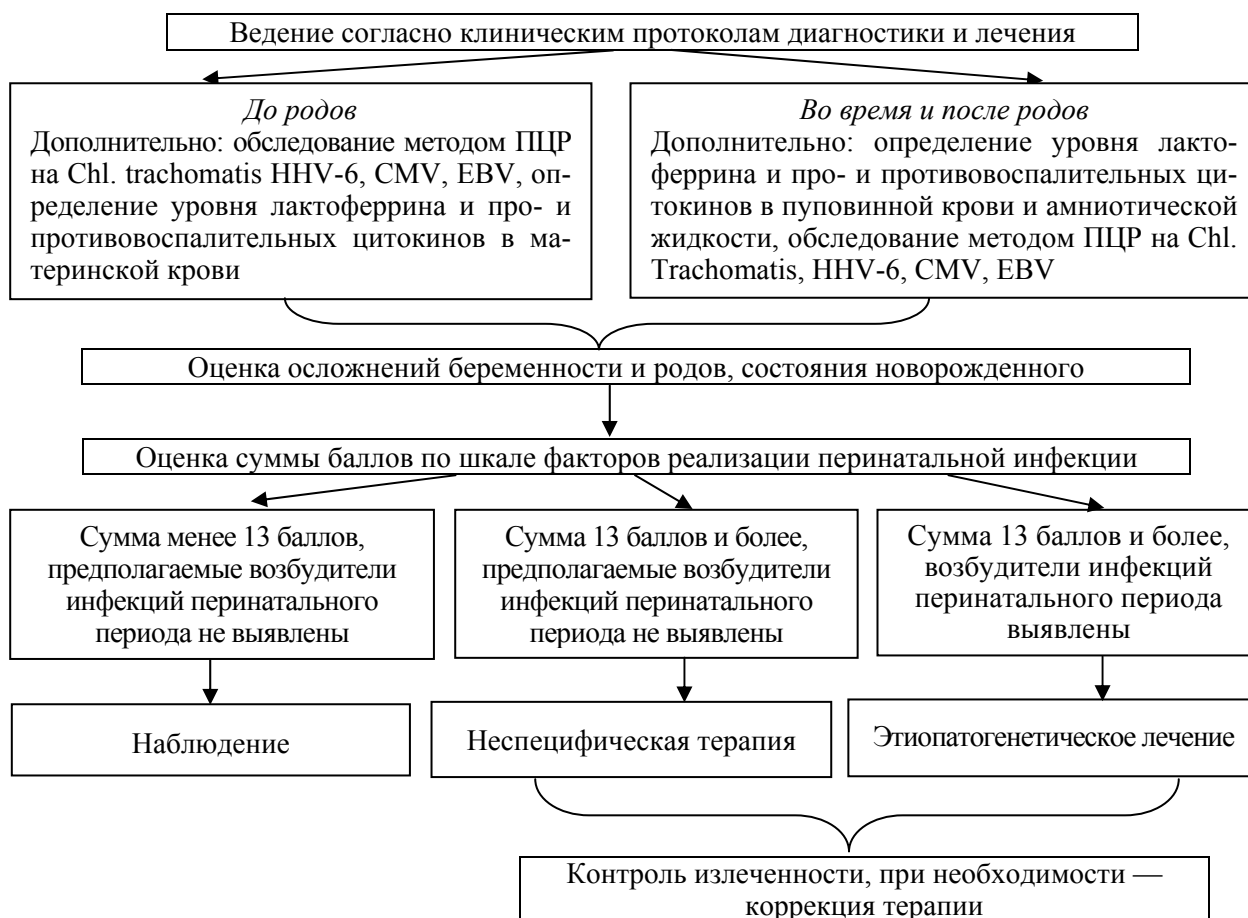 Ведение согласно клиническим протоколам диагностики и лечения
До родов
Дополнительно: обследование методом ПЦР
на Chl. trachomatis HHV-6, CMV, EBV, оп-
ределение уровня лактоферрина и про- и
противовоспалительных цитокинов в ма-
теринской крови
Во время и после родов
Дополнительно: определение уровня лакто-
феррина и про- и противовоспалительных ци-
токинов в пуповинной крови и амниотической
жидкости, обследование методом ПЦР на Chl.
Trachomatis, HHV-6, CMV, EBV
Оценка осложнений беременности и родов, состояния новорожденного
Оценка суммы баллов по шкале факторов реализации перинатальной инфекции
Сумма менее 13 баллов,
предполагаемые возбудители
инфекций перинатального
периода не выявлены
Сумма 13 баллов и более,
предполагаемые возбудители
инфекций перинатального
периода не выявлены
Сумма 13 баллов и более,
возбудители инфекций
перинатального периода
выявлены
Наблюдение
Неспецифическая терапия
Этиопатогенетическое лечение
Контроль излеченности, при необходимости —
коррекция терапии